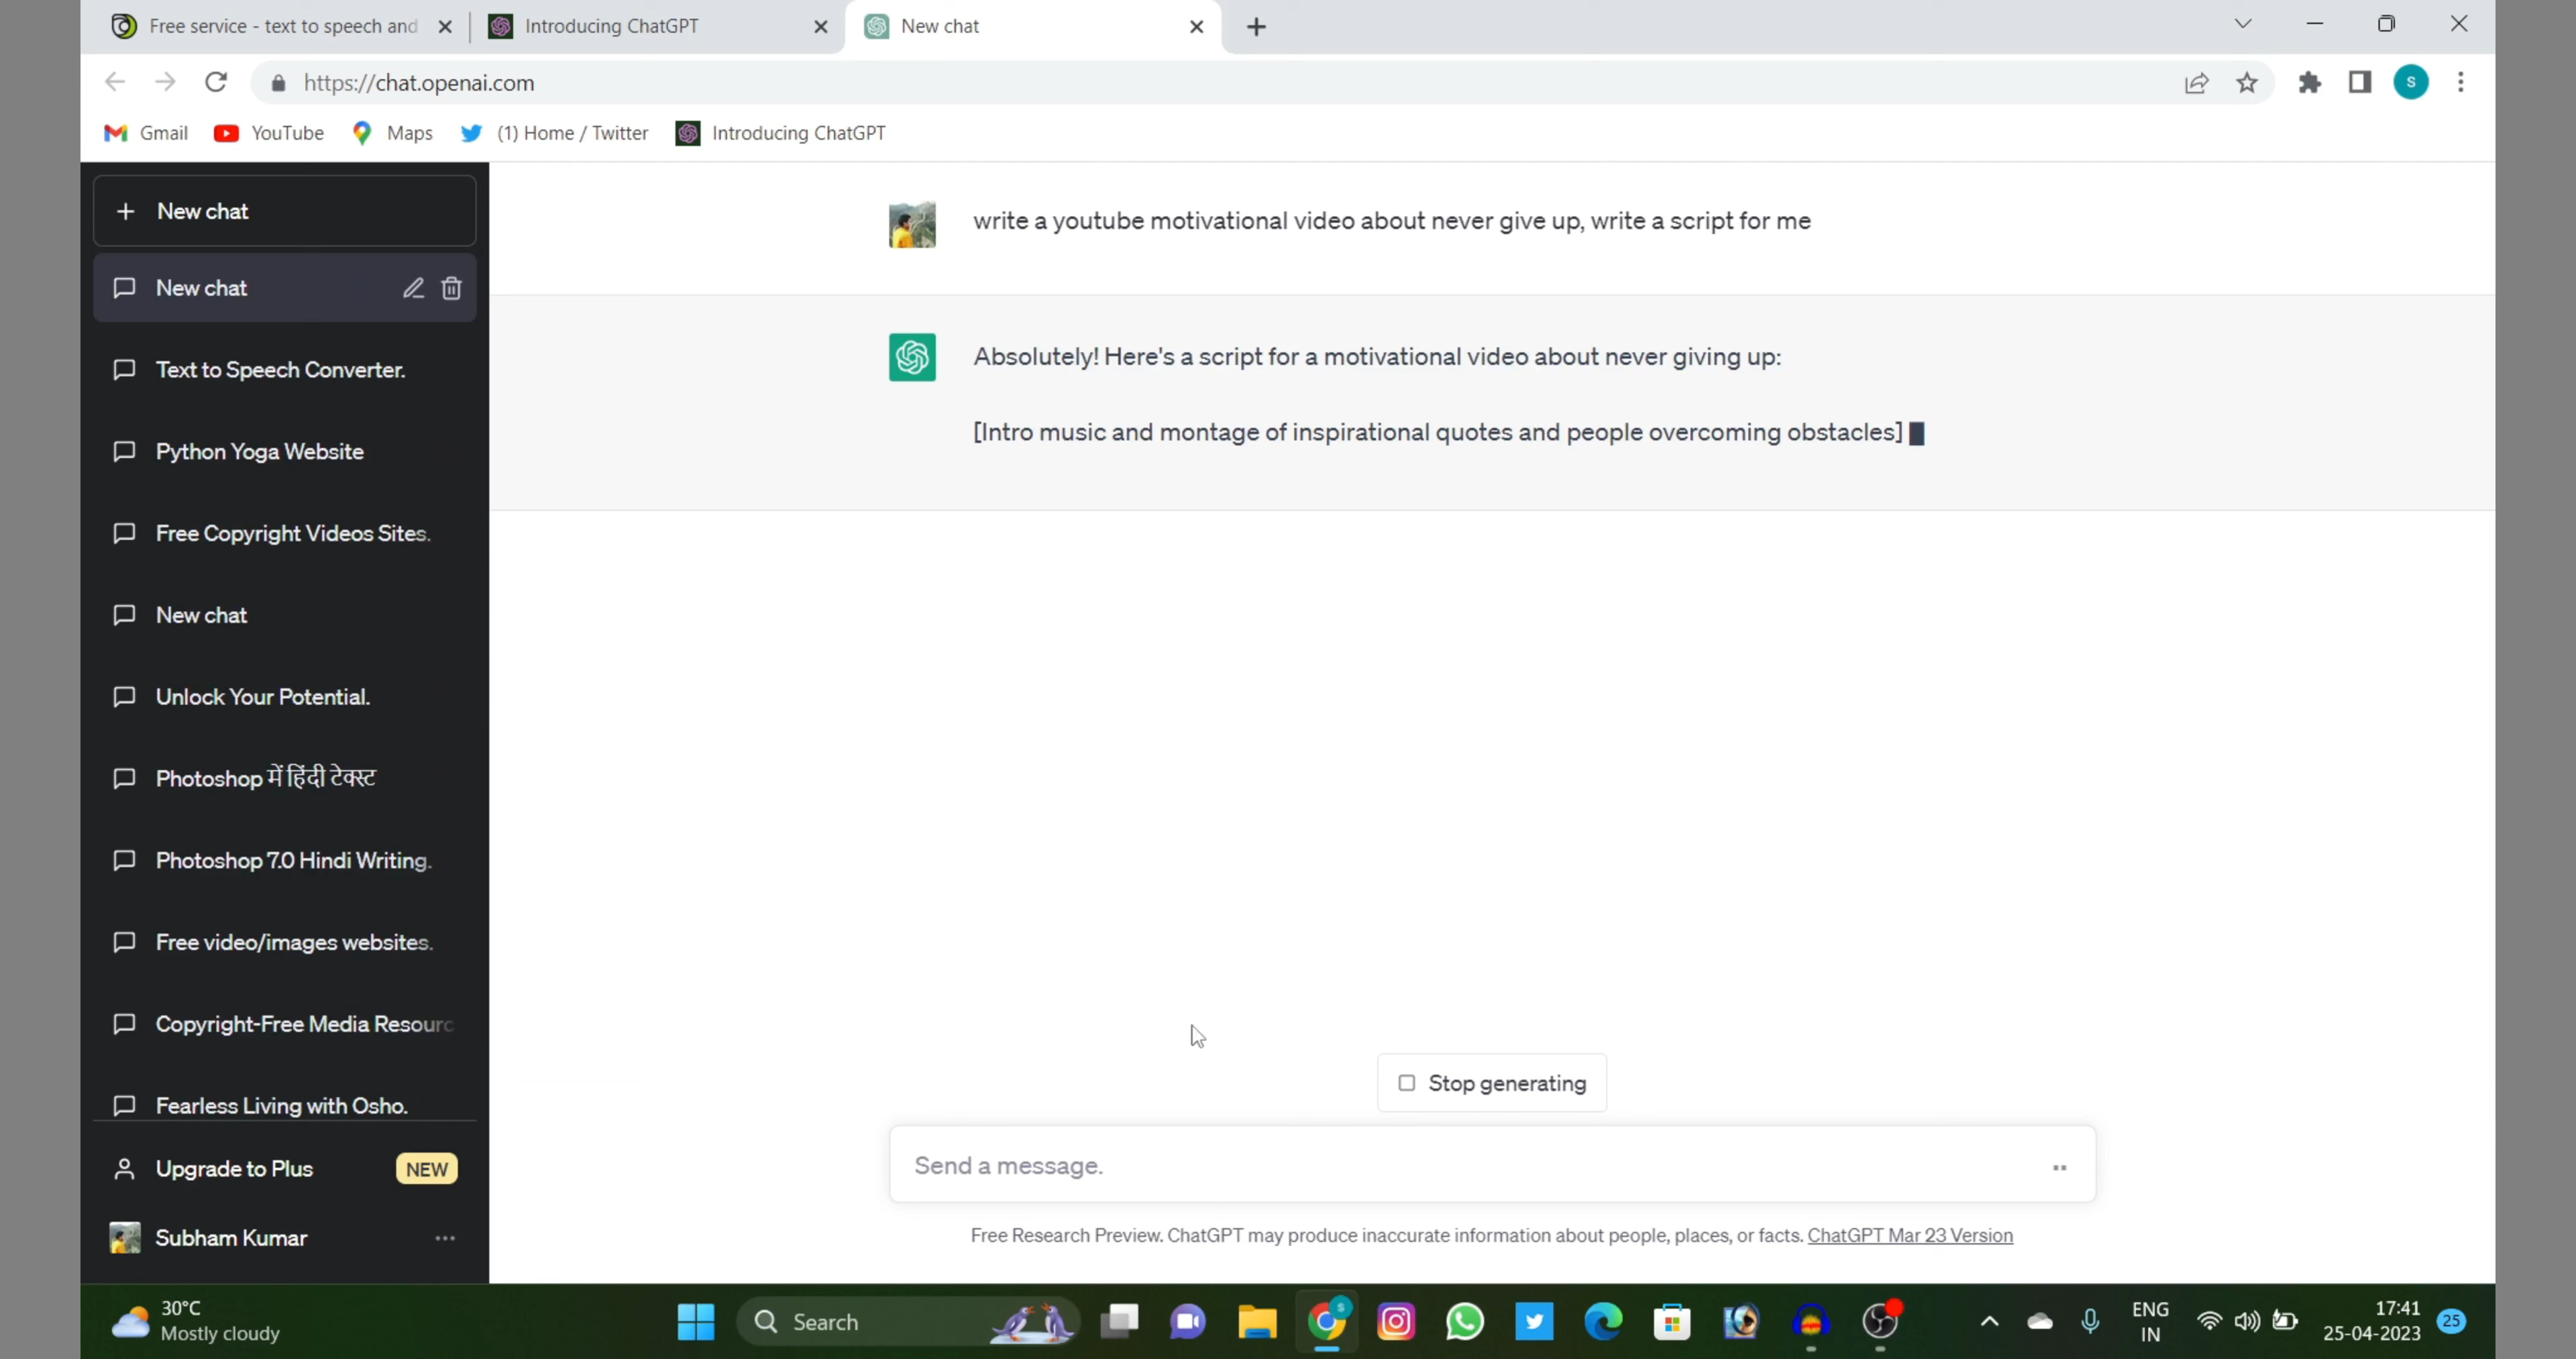 Free service - text to speech and
Introducing ChatGPT
New chat
https://chat.openai.com
S
Gmail
YouTube
Maps
(1) Home / Twitter
Introducing ChatGPT
New chat
New chat
Text to Speech Converter.
Python Yoga Website
Free Copyright Videos Sites.
New chat
Unlock Your Potential.
Photoshop में हिंदी टेक्स्ट
Photoshop 7.0 Hindi Writing.
Free video/images websites.
Copyright-Free Media Resourc
Fearless Living with Osho.
Upgrade to Plus
NEW
Subham Kumar
write a youtube motivational video about never give up, write a script for me
Absolutely! Here's a script for a motivational video about never giving up:
[Intro music and montage of inspirational quotes and people overcoming obstacles]
Stop generating
Send a message.
Free Research Preview. ChatGPT may produce inaccurate information about people, places, or facts. ChatGPT Mar 23 Version
30°C
Mostly cloudy
Search
S
ENG
IN
17:41
25-04-2023
25